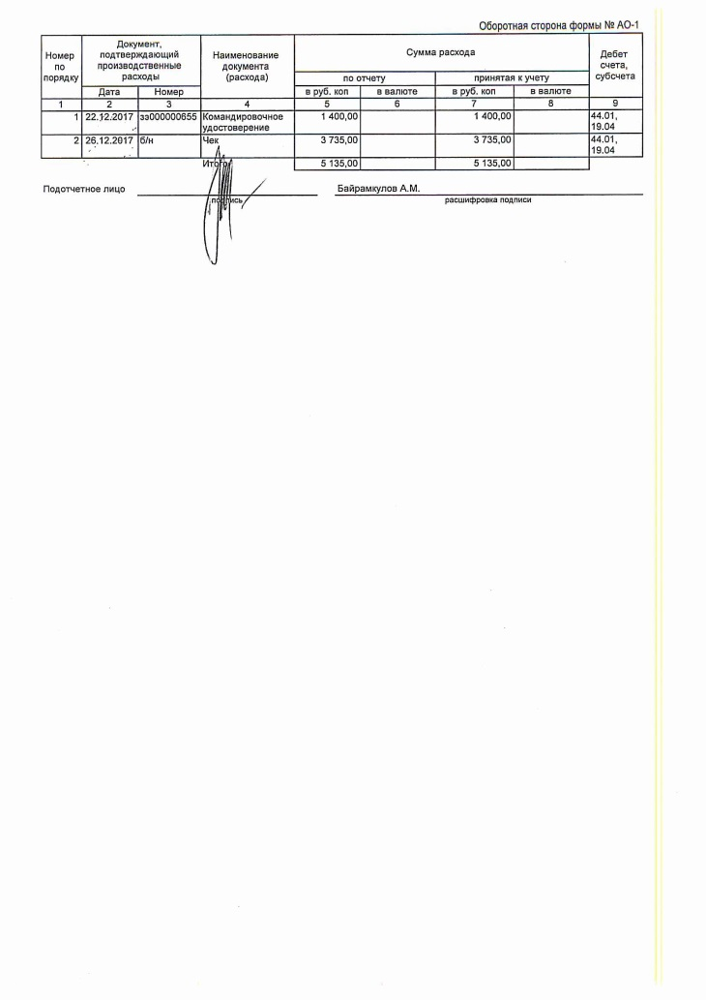 Оборотная сторона формы № АО-1
Номер по порядку
Документ, подтверждающий производственные расходы
Наименование документа (расхода)
Сумма расхода
Дебет счета, субсчета
по отчету
принятая к учету
Дата
Номер
в руб. коп
в валюте
в руб. коп
в валюте
1 2 3 4 5 6 7 8 9
1 22.12.2017 зз000000655 Командировочное удостоверение 1 400,00 1 400,00 44.01, 19.04
2 26.12.2017 б/н Чек 3 735,00 3 735,00 44.01, 19.04
Итого 5 135,00 5 135,00
Подотчетное лицо Байрамкулов А.М.
подпись расшифровка подписи